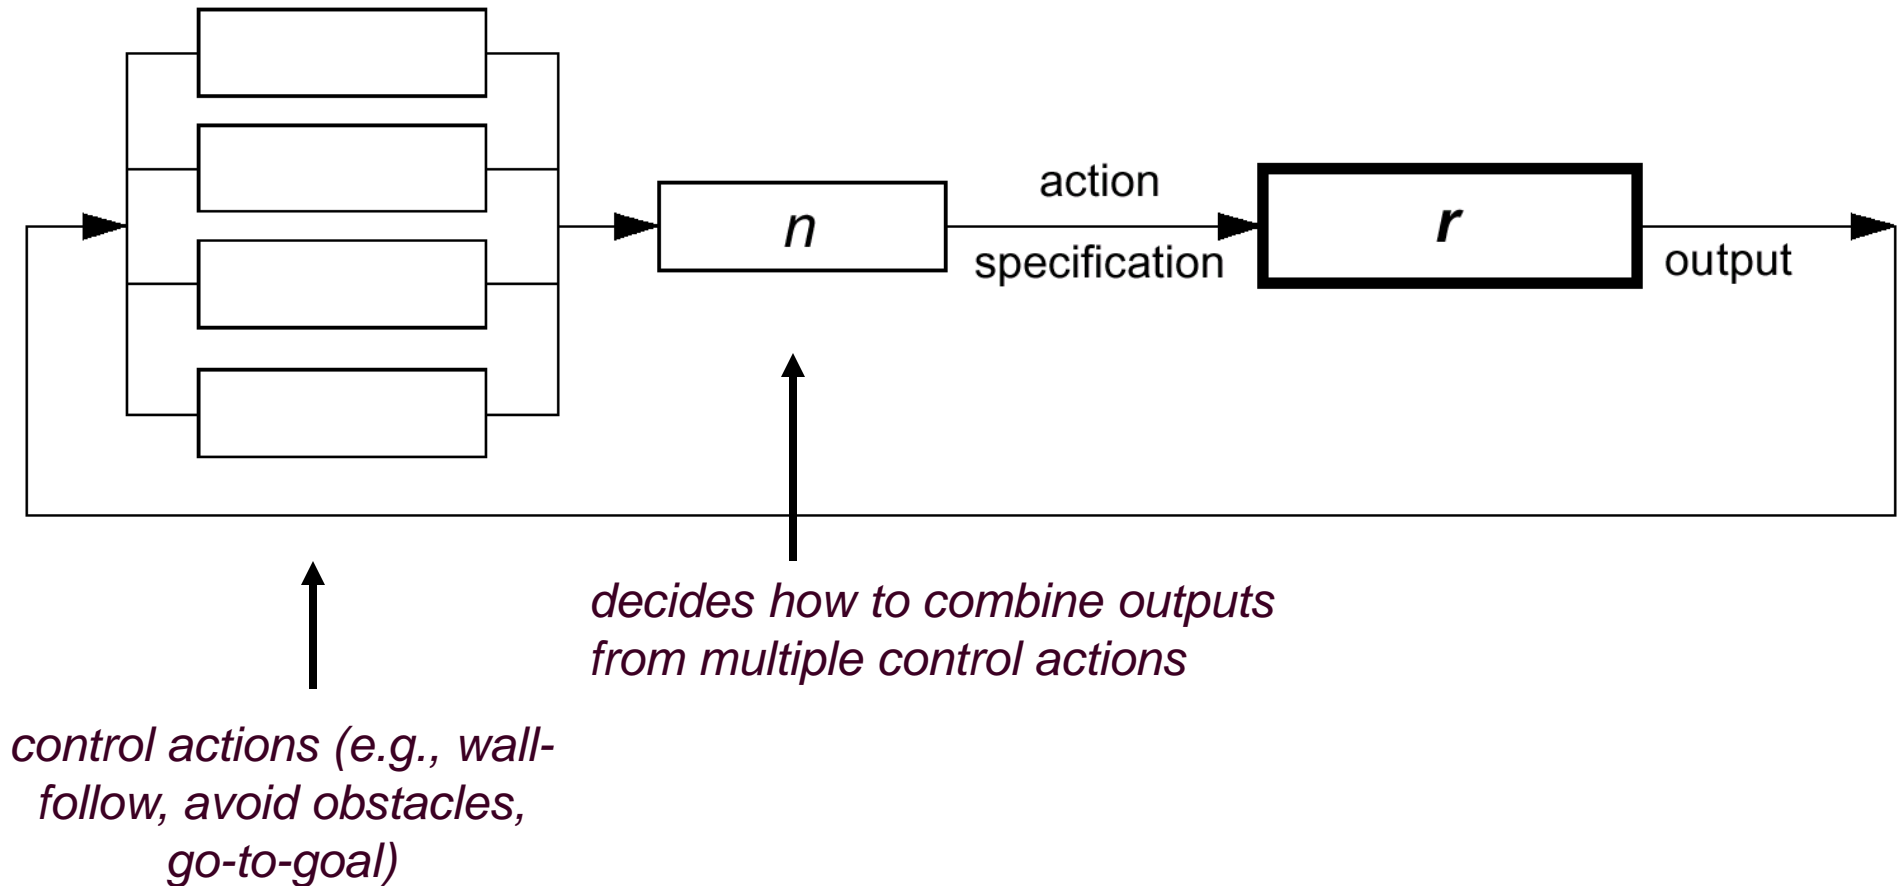 n
action
specification
r
output
decides how to combine outputs
from multiple control actions
control actions (e.g., wall-
follow, avoid obstacles,
go-to-goal)